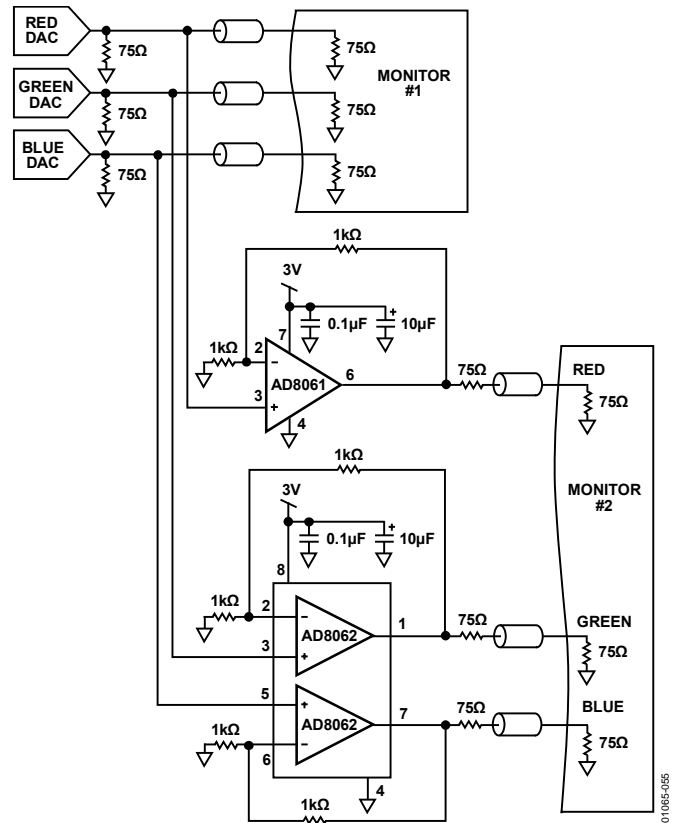 RED
DAC
75Ω
75Ω
GREEN
DAC
75Ω
75Ω
MONITOR
#1
BLUE
DAC
75Ω
75Ω
1kΩ
3V
0.1µF
+
10µF
7
1kΩ
2
−
AD8061
6
3
+
4
75Ω
RED
75Ω
MONITOR
#2
1kΩ
3V
0.1µF
+
10µF
8
1kΩ
2
−
AD8062
1
3
+
75Ω
GREEN
75Ω
5
+
AD8062
7
1kΩ
6
−
75Ω
BLUE
75Ω
4
1kΩ
01065-055